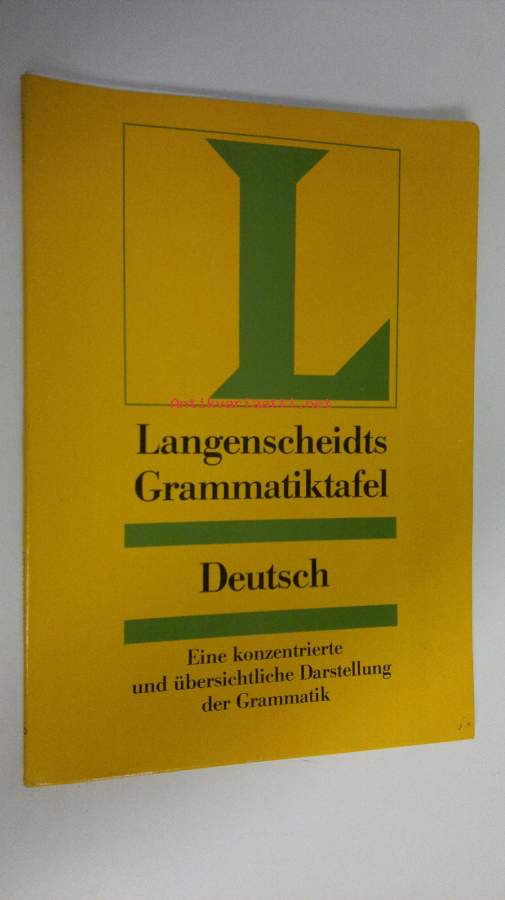 L
Antikvariaatti.net
Langenscheidts
Grammatiktafel
Deutsch
Eine konzentrierte
und übersichtliche Darstellung
der Grammatik